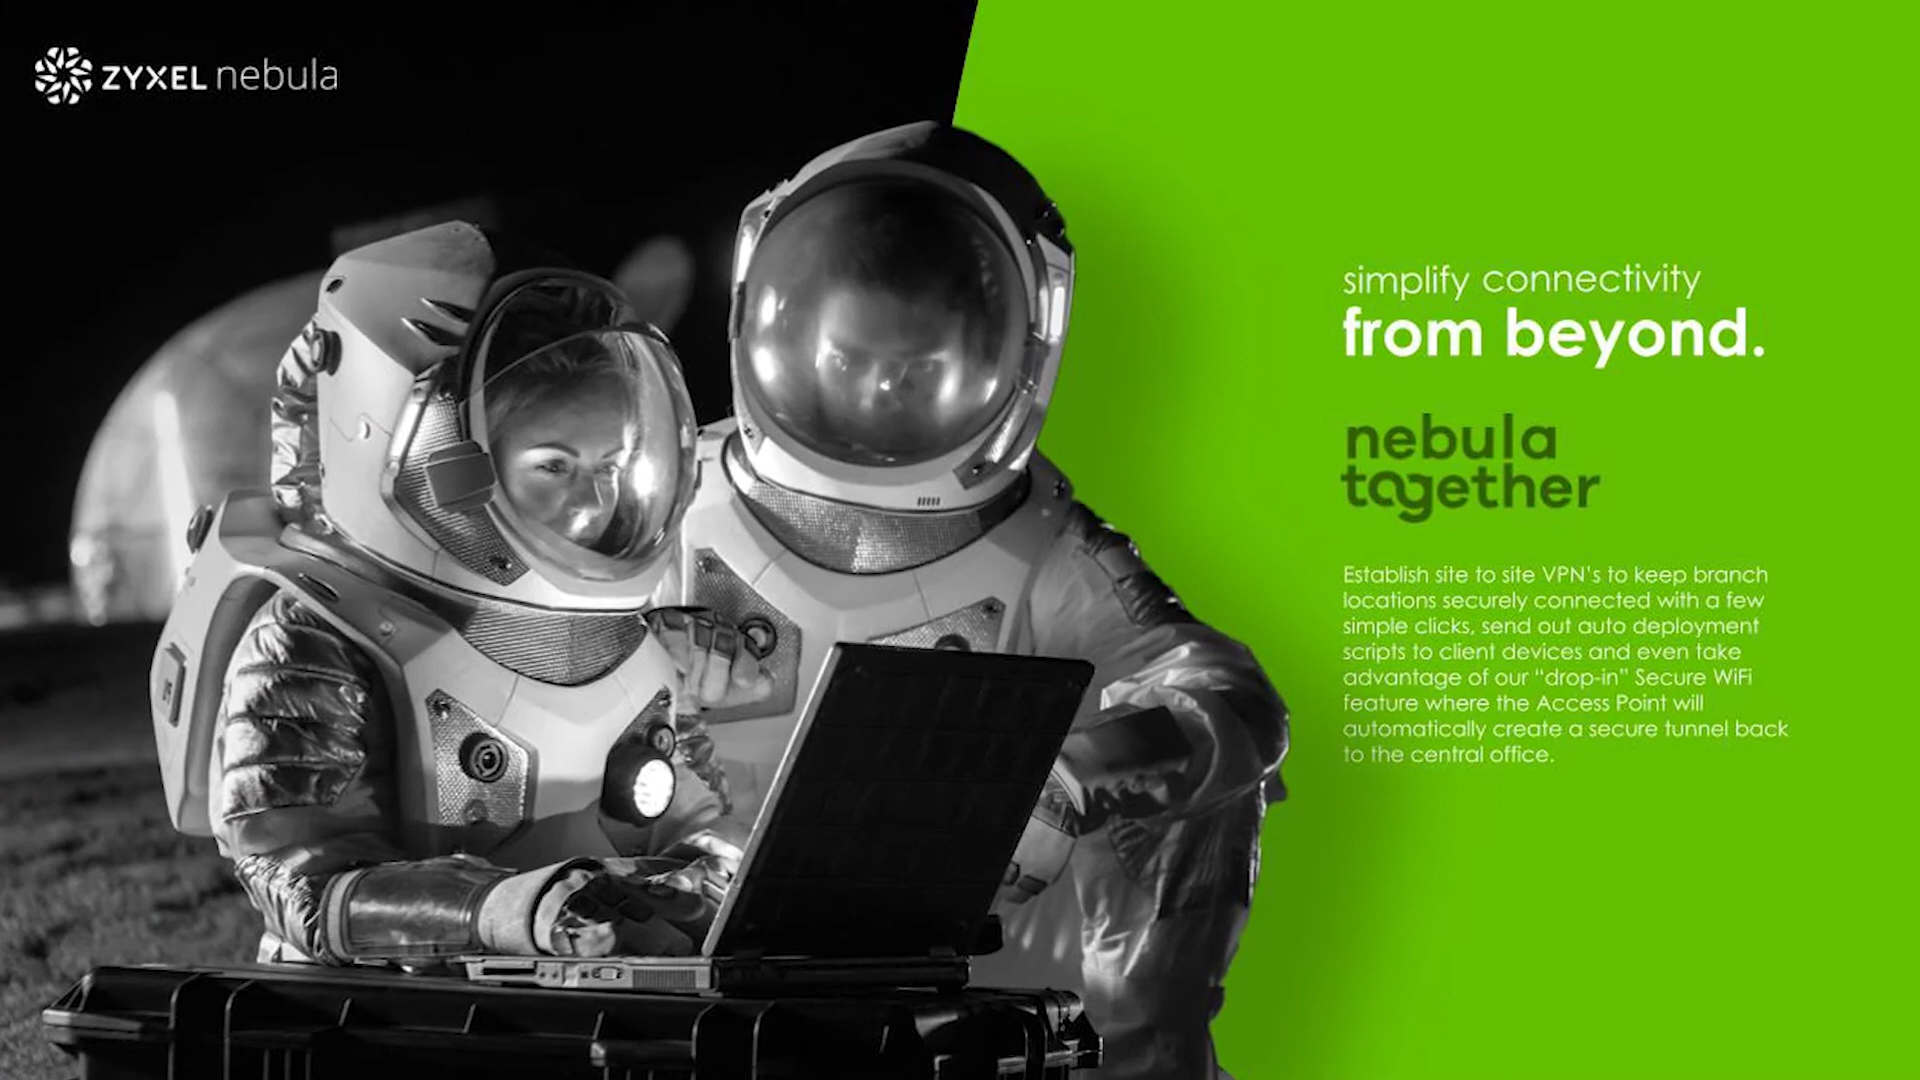 ZYXEL nebula
simplify connectivity
from beyond.
nebula
together
Establish site to site VPN's to keep branch
locations securely connected with a few
simple clicks, send out auto deployment
scripts to client devices and even take
advantage of our “drop-in” Secure WiFi
feature where the Access Point will
automatically create a secure tunnel back
to the central office.